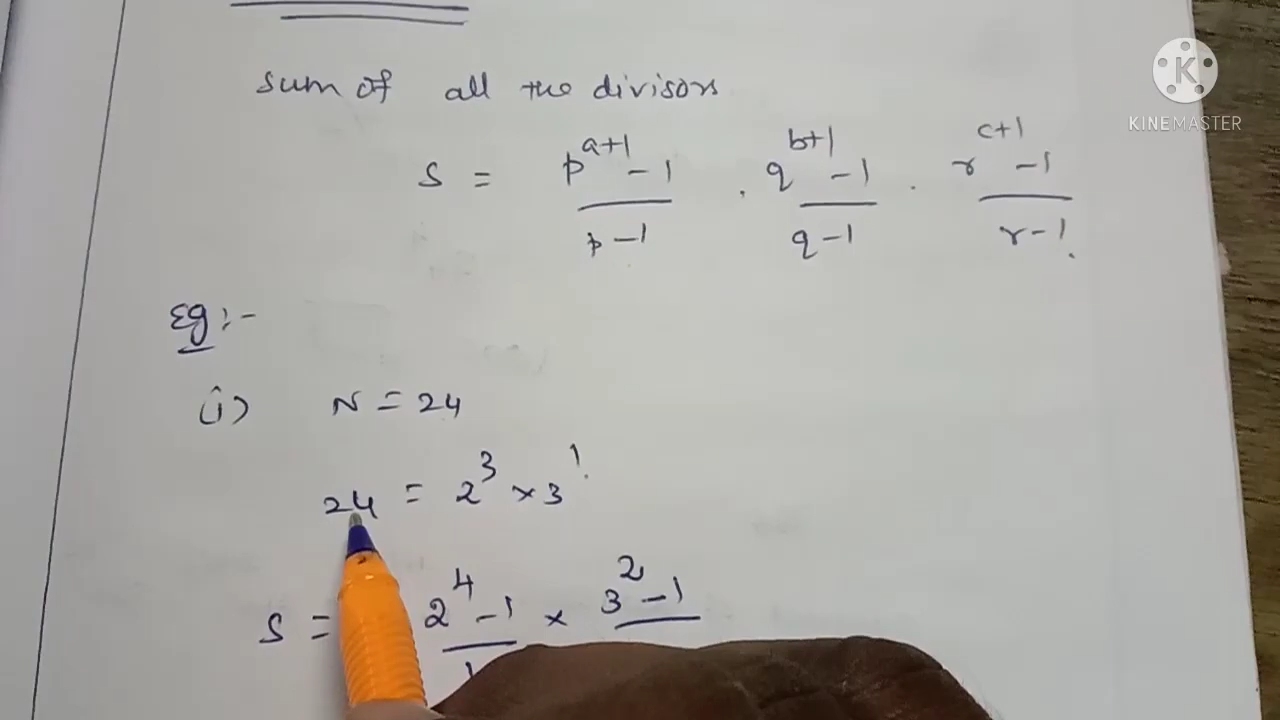 Sum of all the divisors
S = p^{a+1} - 1 / p - 1 . q^{b+1} - 1 / q - 1 . r^{c+1} - 1 / r - 1.
KINEMASTER
Eg:-
(i) N = 24
24 = 2^3 × 3^1.
S = 2^4 - 1 × 3^2 - 1